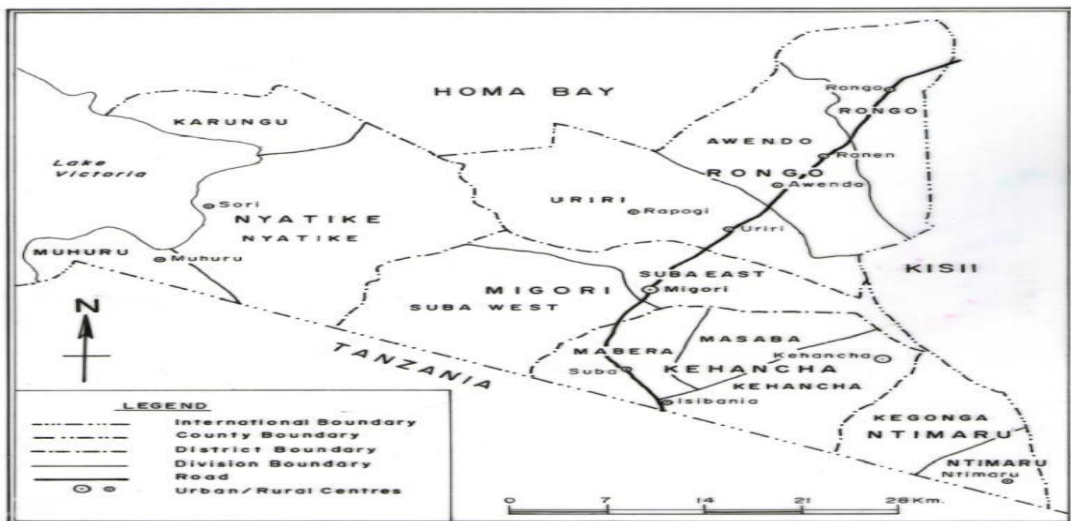 HOMA BAY
KARUNGU
Rongo
RONGO
AWENDO
Ranen
Lake
Victoria
RONGO
Awendo
Sori
URIRI
Rapogi
NYATIKE
NYATIKE
Uriri
MUHURU
Muhuru
KISII
SUBA EAST
MIGORI
Migori
SUBA WEST
N
TANZANIA
MASABA
MABERA
Kehancha
Suba
KEHANCHA
KEHANCHA
Isibania
KEGONGA
NTIMARU
NTIMARU
Ntimaru
LEGEND
International Boundary
County Boundary
District Boundary
Division Boundary
Road
Urban/Rural Centres
0 7 14 21 28 Km.